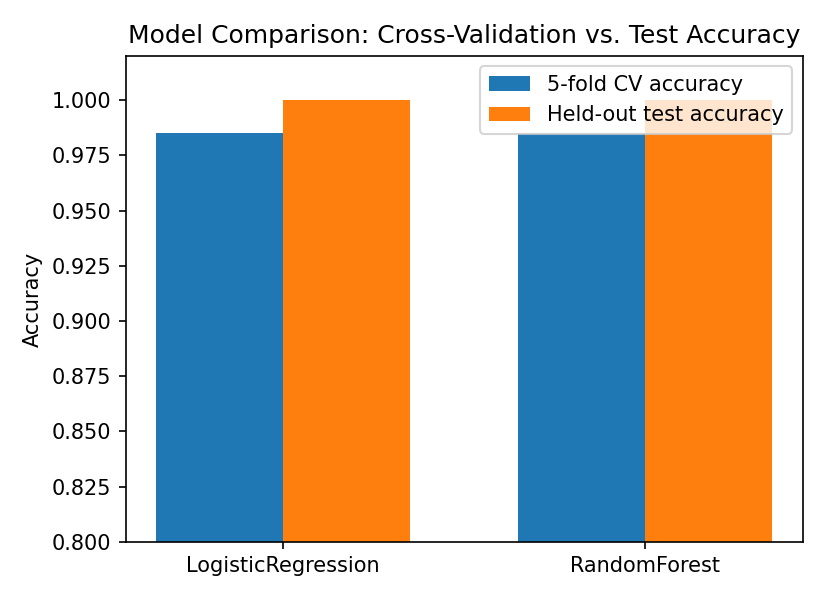 Model Comparison: Cross-Validation vs. Test Accuracy
5-fold CV accuracy
Held-out test accuracy
1.000
0.975
0.950
0.925
0.900
0.875
0.850
0.825
0.800
Accuracy
LogisticRegression
RandomForest